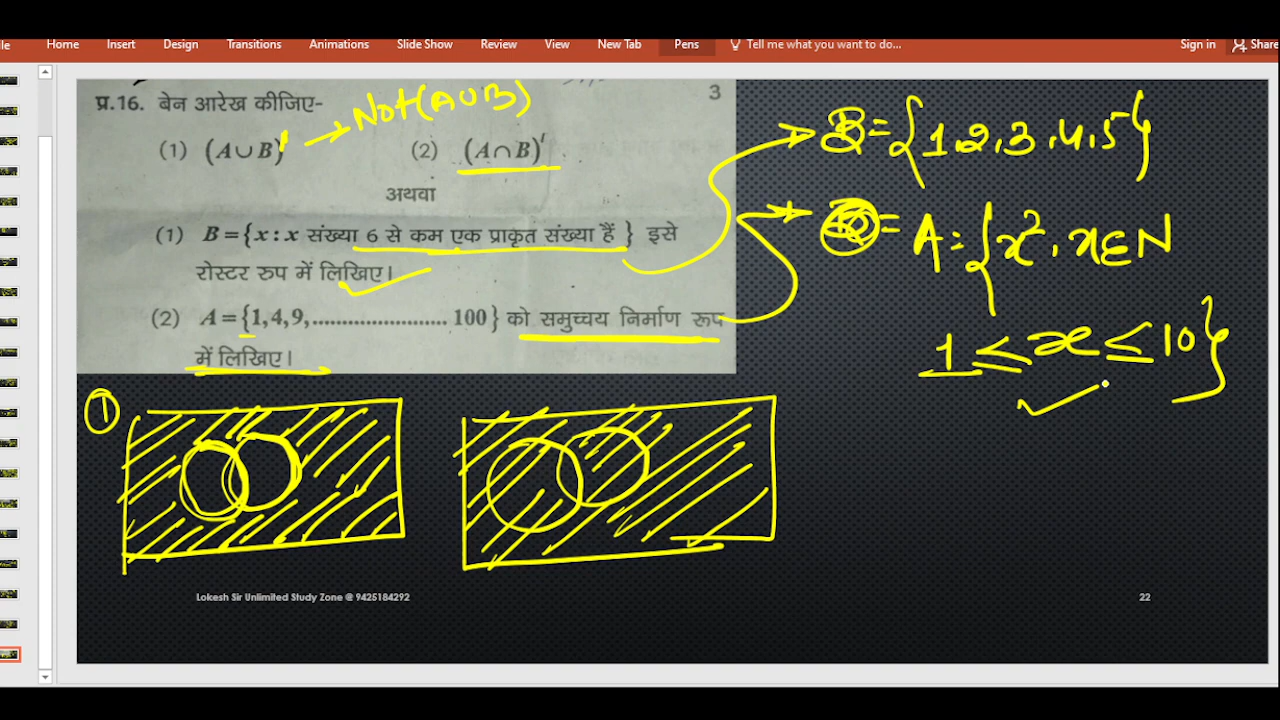 File Home Insert Design Transitions Animations Slide Show Review View New Tab Pens Tell me what you want to do... Sign in Share
प्र.16. बेन आरेख कीजिए- 3
Not(A∪B)
(1) (A∪B)' (2) (A∩B)'
अथवा
(1) B={x:x संख्या 6 से कम एक प्राकृत संख्या हैं } इसे
रोस्टर रुप में लिखिए।
(2) A={1,4,9,....................... 100} को समुच्चय निर्माण रूप
में लिखिए।
B={1,2,3,4,5}
= A={x², x∈N
1≤x≤10}
1
Lokesh Sir Unlimited Study Zone @ 9425184292
22